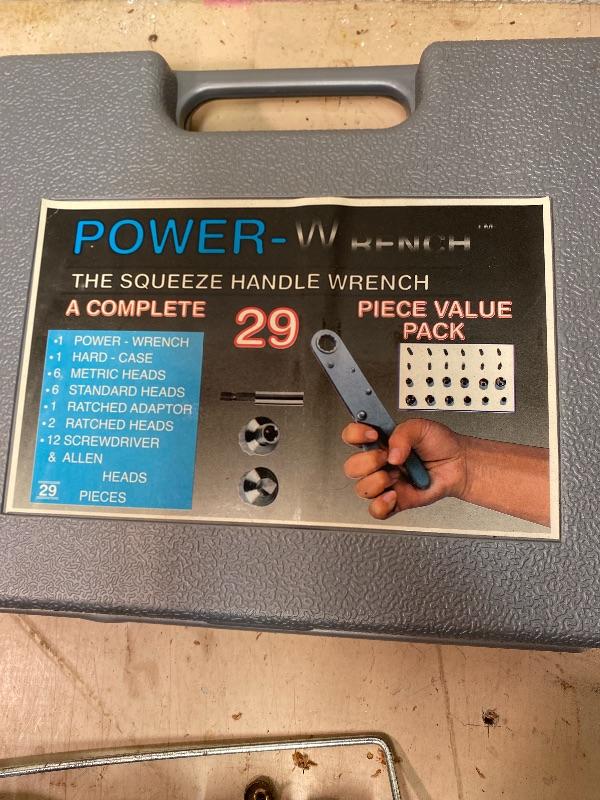 POWER-WRENCH™
THE SQUEEZE HANDLE WRENCH
A COMPLETE 29 PIECE VALUE
PACK
•1 POWER - WRENCH
•1 HARD - CASE
•6 METRIC HEADS
•6 STANDARD HEADS
•1 RATCHED ADAPTOR
•2 RATCHED HEADS
•12 SCREWDRIVER
& ALLEN
HEADS
29 PIECES